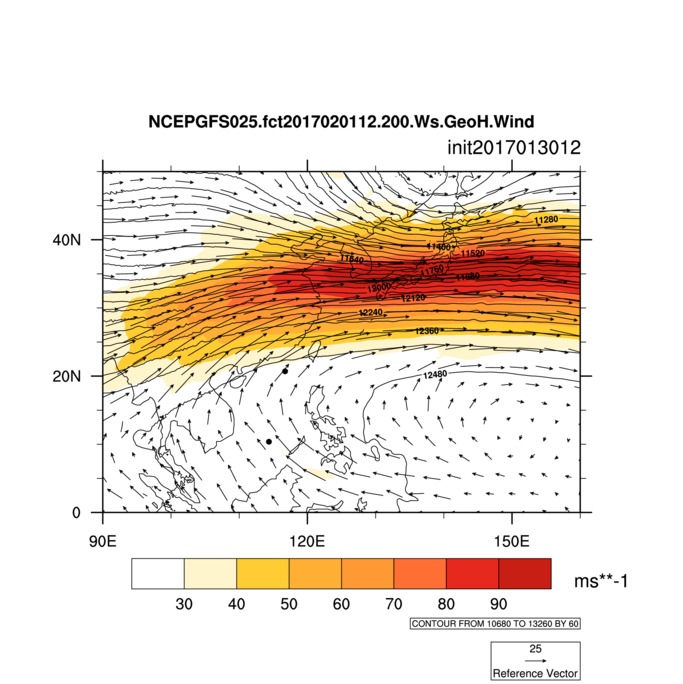 NCEPGFS025.fct2017020112.200.Ws.GeoH.Wind
init2017013012
11280
40N
11400
11520
11640
11760
11880
12000
12120
12240
12360
20N
12480
0
90E 120E 150E
ms**-1
30 40 50 60 70 80 90
CONTOUR FROM 10680 TO 13260 BY 60
25
Reference Vector